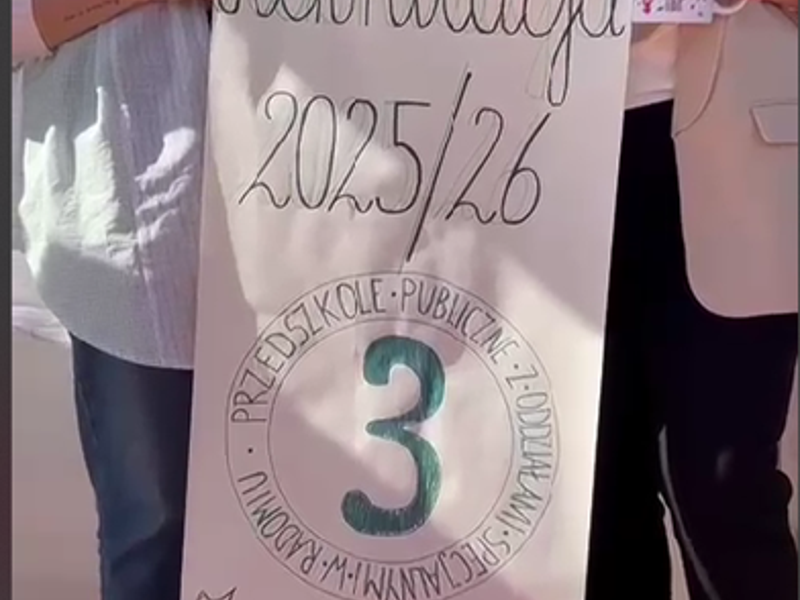 2025/26
PRZEDSZKOLE · PUBLICZNE · Z · ODDZIAŁAMI · SPECJALNYMI · W · RADOMIU ·
3